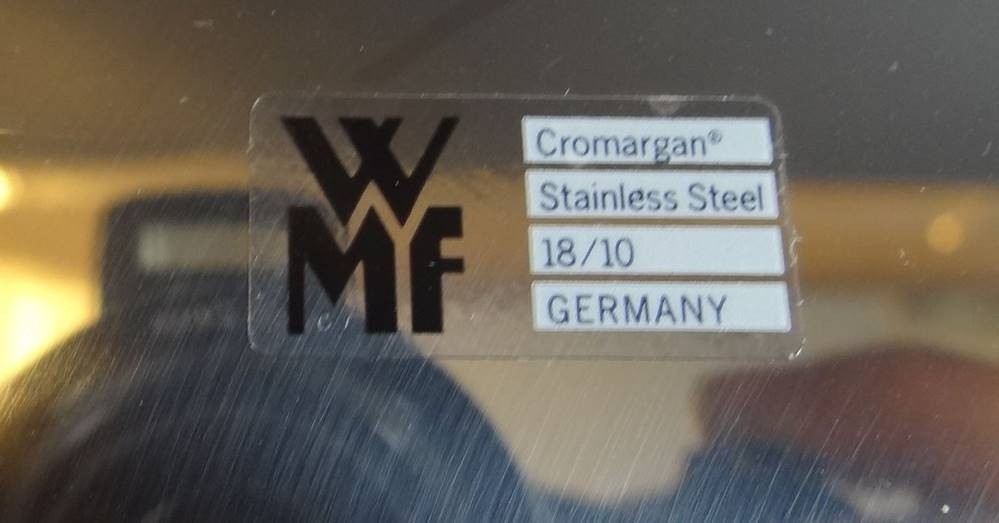 WMF
Cromargan®
Stainless Steel
18/10
GERMANY